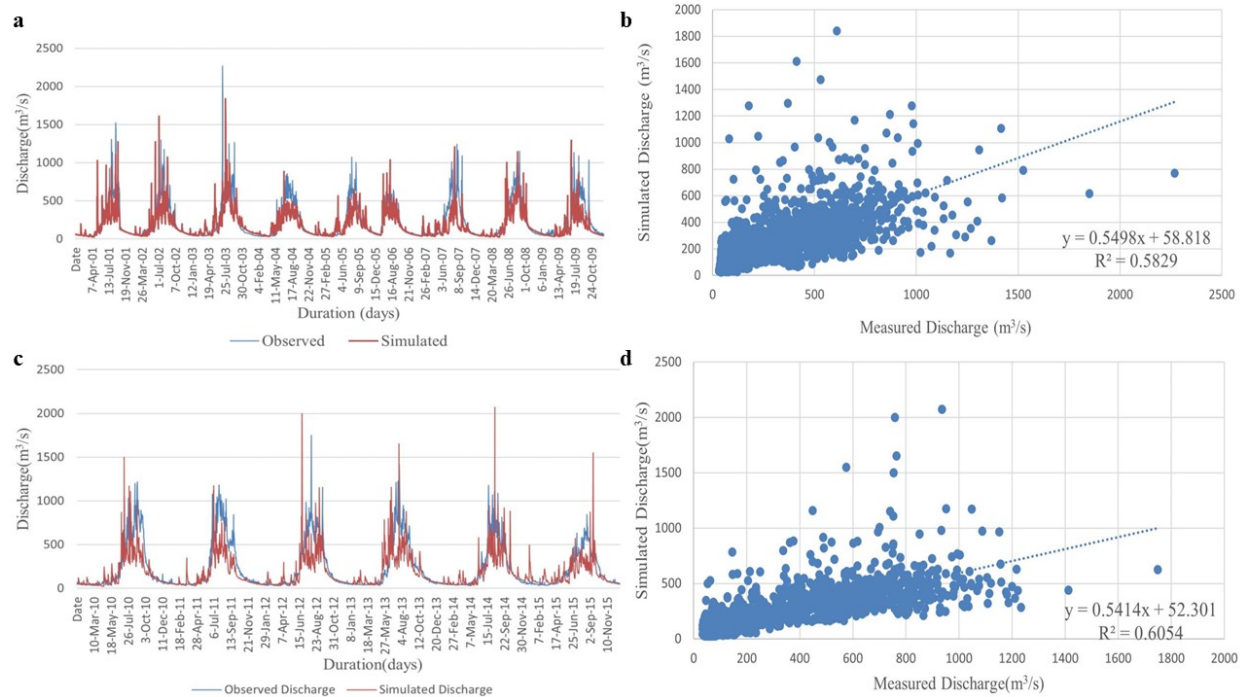 a
2500
2000
1500
1000
500
0
Discharge(m³/s)
Date
7-Apr-01
13-Jul-01
19-Nov-01
26-Mar-02
1-Jul-02
7-Oct-02
12-Jan-03
19-Apr-03
25-Jul-03
30-Oct-03
4-Feb-04
11-May-04
17-Aug-04
22-Nov-04
27-Feb-05
4-Jun-05
9-Sep-05
15-Dec-05
16-Aug-06
26-Feb-07
3-Jun-07
8-Sep-07
14-Dec-07
20-Mar-08
26-Jun-08
1-Oct-08
6-Jan-09
13-Apr-09
19-Jul-09
24-Oct-09
Duration (days)
Observed
Simulated
b
2000
1800
1600
1400
1200
1000
800
600
400
200
0
Simulated Discharge (m³/s)
0
500
1000
1500
2000
2500
y = 0.5498x + 58.818
R² = 0.5829
Measured Discharge (m³/s)
c
2500
2000
1500
1000
500
0
Discharge(m³/s)
Date
10-Mar-10
18-May-10
26-Jul-10
3-Oct-10
11-Dec-10
18-Feb-11
28-Apr-11
6-Jul-11
13-Sep-11
21-Nov-11
29-Jan-12
7-Apr-12
15-Jun-12
23-Aug-12
31-Oct-12
8-Jan-13
18-Mar-13
27-May-13
4-Aug-13
12-Oct-13
20-Dec-13
27-Feb-14
7-May-14
15-Jul-14
22-Sep-14
30-Nov-14
7-Feb-15
17-Apr-15
25-Jun-15
2-Sep-15
10-Nov-15
Duration(days)
Observed Discharge
Simulated Discharge
d
2500
2000
1500
1000
500
0
Simulated Discharge(m³/s)
0
200
400
600
800
1000
1200
1400
1600
1800
2000
y = 0.5414x + 52.301
R² = 0.6054
Measured Discharge(m³/s)